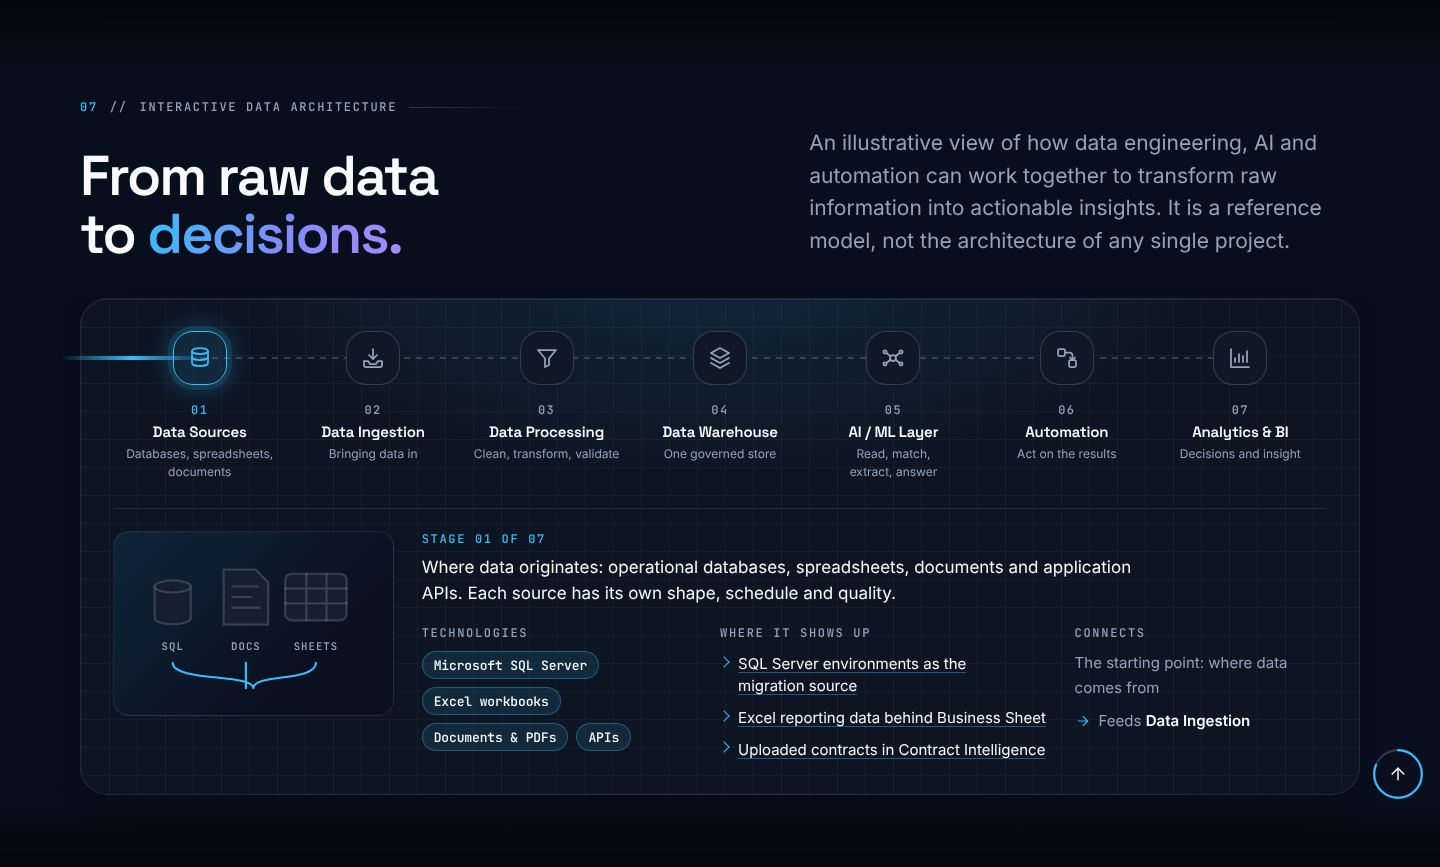 07 // INTERACTIVE DATA ARCHITECTURE
From raw data
to decisions.
An illustrative view of how data engineering, AI and
automation can work together to transform raw
information into actionable insights. It is a reference
model, not the architecture of any single project.
01
Data Sources
Databases, spreadsheets,
documents
02
Data Ingestion
Bringing data in
03
Data Processing
Clean, transform, validate
04
Data Warehouse
One governed store
05
AI / ML Layer
Read, match,
extract, answer
06
Automation
Act on the results
07
Analytics & BI
Decisions and insight
SQL
DOCS
SHEETS
STAGE 01 OF 07
Where data originates: operational databases, spreadsheets, documents and application
APIs. Each source has its own shape, schedule and quality.
TECHNOLOGIES
Microsoft SQL Server
Excel workbooks
Documents & PDFs
APIs
WHERE IT SHOWS UP
SQL Server environments as the
migration source
Excel reporting data behind Business Sheet
Uploaded contracts in Contract Intelligence
CONNECTS
The starting point: where data
comes from
Feeds Data Ingestion